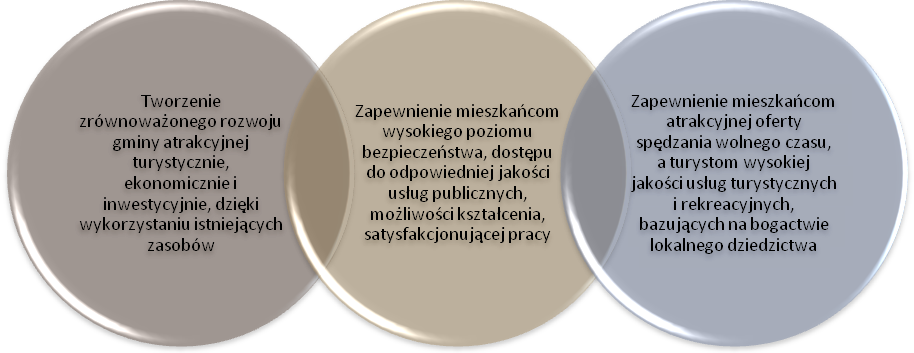 Tworzenie
zrównoważonego rozwoju
gminy atrakcyjnej
turystycznie,
ekonomicznie i
inwestycyjnie, dzięki
wykorzystaniu istniejących
zasobów
Zapewnienie mieszkańcom
wysokiego poziomu
bezpieczeństwa, dostępu
do odpowiedniej jakości
usług publicznych,
możliwości kształcenia,
satysfakcjonującej pracy
Zapewnienie mieszkańcom
atrakcyjnej oferty
spędzania wolnego czasu,
a turystom wysokiej
jakości usług turystycznych
i rekreacyjnych,
bazujących na bogactwie
lokalnego dziedzictwa